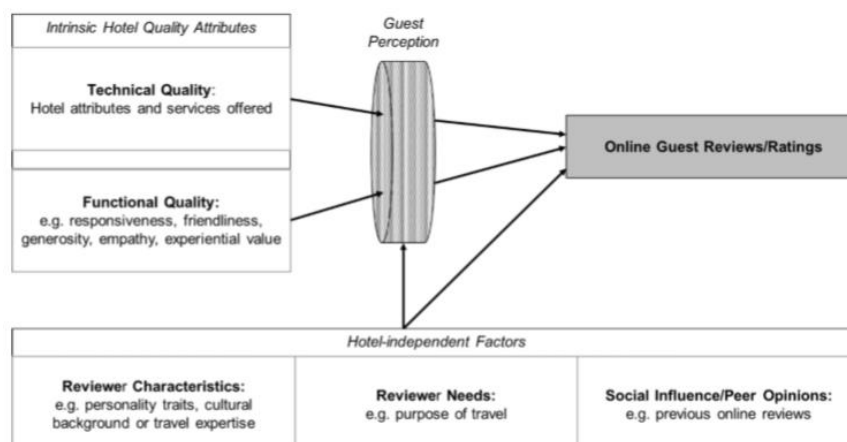 Intrinsic Hotel Quality Attributes
Guest
Perception
Technical Quality:
Hotel attributes and services offered
Online Guest Reviews/Ratings
Functional Quality:
e.g. responsiveness, friendliness,
generosity, empathy, experiential value
Hotel-independent Factors
Reviewer Characteristics:
e.g. personality traits, cultural
background or travel expertise
Reviewer Needs:
e.g. purpose of travel
Social Influence/Peer Opinions:
e.g. previous online reviews